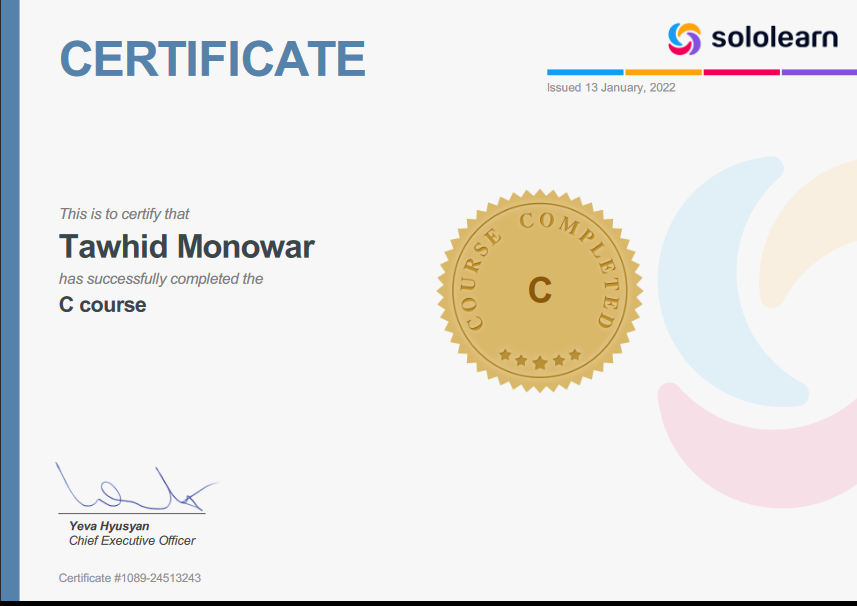 CERTIFICATE
sololearn
Issued 13 January, 2022
This is to certify that
Tawhid Monowar
has successfully completed the
C course
COURSE COMPLETED
C
Yeva Hyusyan
Chief Executive Officer
Certificate #1089-24513243